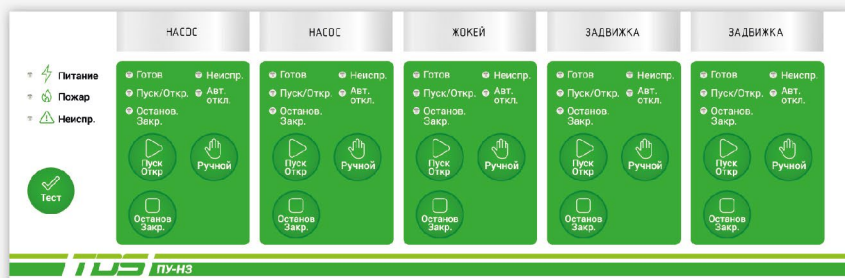 НАСОС
НАСОС
ЖОКЕЙ
ЗАДВИЖКА
ЗАДВИЖКА
Питание
Пожар
Неиспр.
Тест
Готов
Неиспр.
Пуск/Откр.
Авт.
откл.
Останов.
Закр.
Пуск
Откр
Ручной
Останов
Закр.
Готов
Неиспр.
Пуск/Откр.
Авт.
откл.
Останов.
Закр.
Пуск
Откр
Ручной
Останов
Закр.
Готов
Неиспр.
Пуск/Откр.
Авт.
откл.
Останов.
Закр.
Пуск
Откр
Ручной
Останов
Закр.
Готов
Неиспр.
Пуск/Откр.
Авт.
откл.
Останов.
Закр.
Пуск
Откр
Ручной
Останов
Закр.
Готов
Неиспр.
Пуск/Откр.
Авт.
откл.
Останов.
Закр.
Пуск
Откр
Ручной
Останов
Закр.
TDS ПУ-НЗ